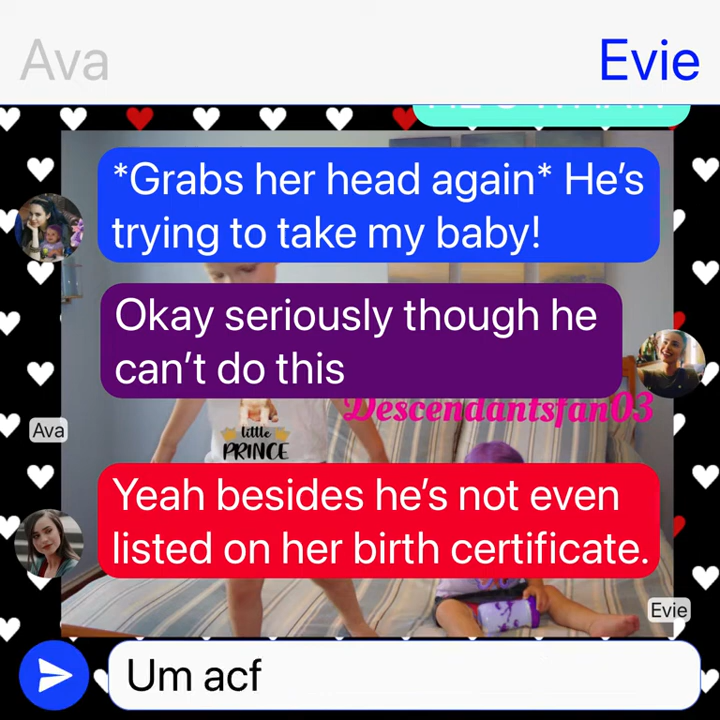 Ava
Evie
*Grabs her head again* He's
trying to take my baby!
Okay seriously though he
can't do this
Descendantsfan03
Ava
little
PRINCE
Yeah besides he's not even
listed on her birth certificate.
Evie
Um acf